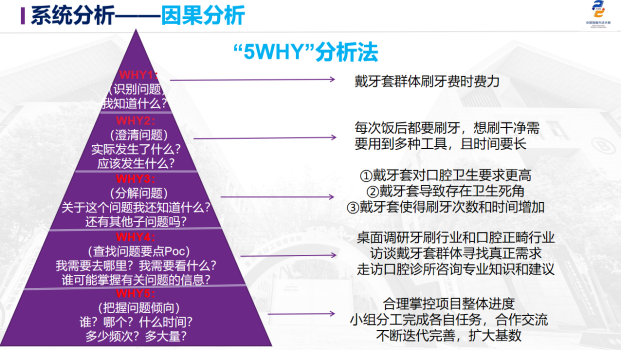 系统分析——因果分析
“5WHY”分析法
WHY1：
（识别问题）
我知道什么？
戴牙套群体刷牙费时费力
WHY2：
（澄清问题）
实际发生了什么？
应该发生什么？
每次饭后都要刷牙，想刷干净需
要用到多种工具，且时间要长
WHY3：
（分解问题）
关于这个问题我还知道什么？
还有其他子问题吗？
①戴牙套对口腔卫生要求更高
②戴牙套导致存在卫生死角
③戴牙套使得刷牙次数和时间增加
WHY4：
（查找问题要点Poc）
我需要去哪里？我需要看什么？
谁可能掌握有关问题的信息？
桌面调研牙刷行业和口腔正畸行业
访谈戴牙套群体寻找真正需求
走访口腔诊所咨询专业知识和建议
WHY5：
（把握问题倾向）
谁？哪个？什么时间？
多少频次？多大量？
合理掌控项目整体进度
小组分工完成各自任务，合作交流
不断迭代完善，扩大基数